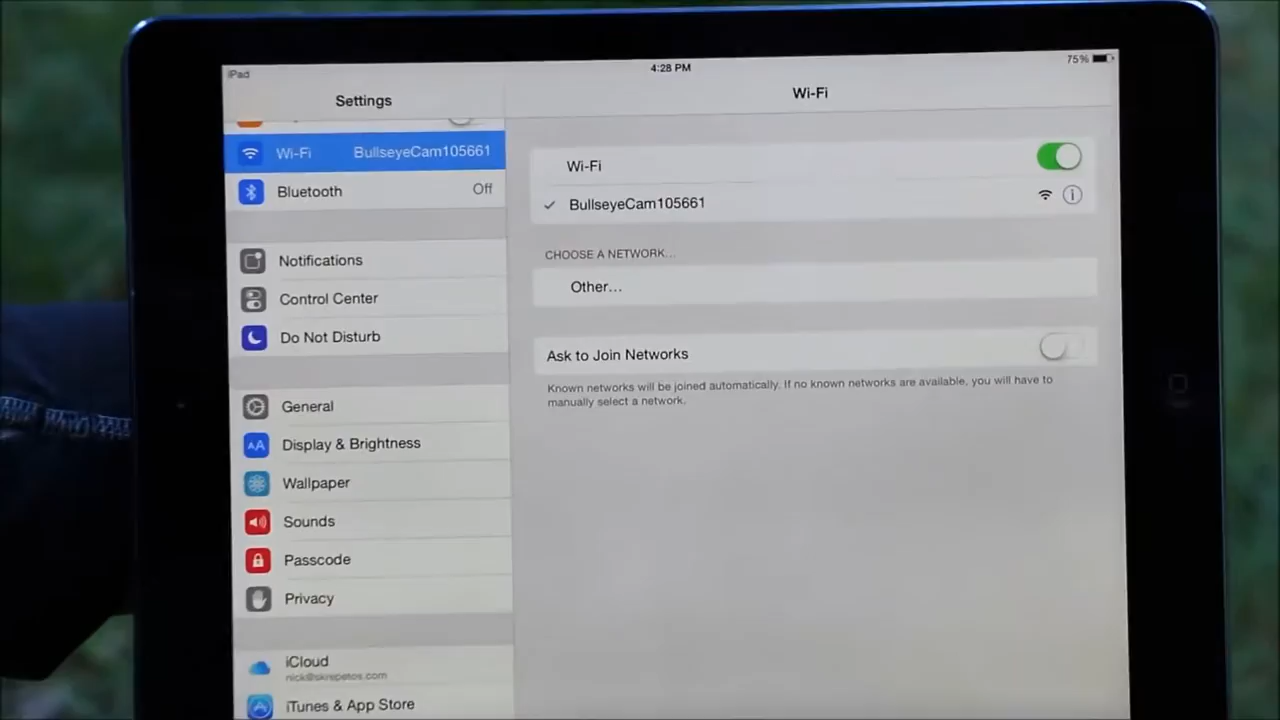 iPad
4:28 PM
75%
Settings
Wi-Fi
Wi-Fi BullseyeCam105661
Bluetooth Off
Notifications
Control Center
Do Not Disturb
General
Display & Brightness
Wallpaper
Sounds
Passcode
Privacy
iCloud
nick@skrepetos.com
iTunes & App Store
Wi-Fi
BullseyeCam105661
CHOOSE A NETWORK...
Other...
Ask to Join Networks
Known networks will be joined automatically. If no known networks are available, you will have to
manually select a network.